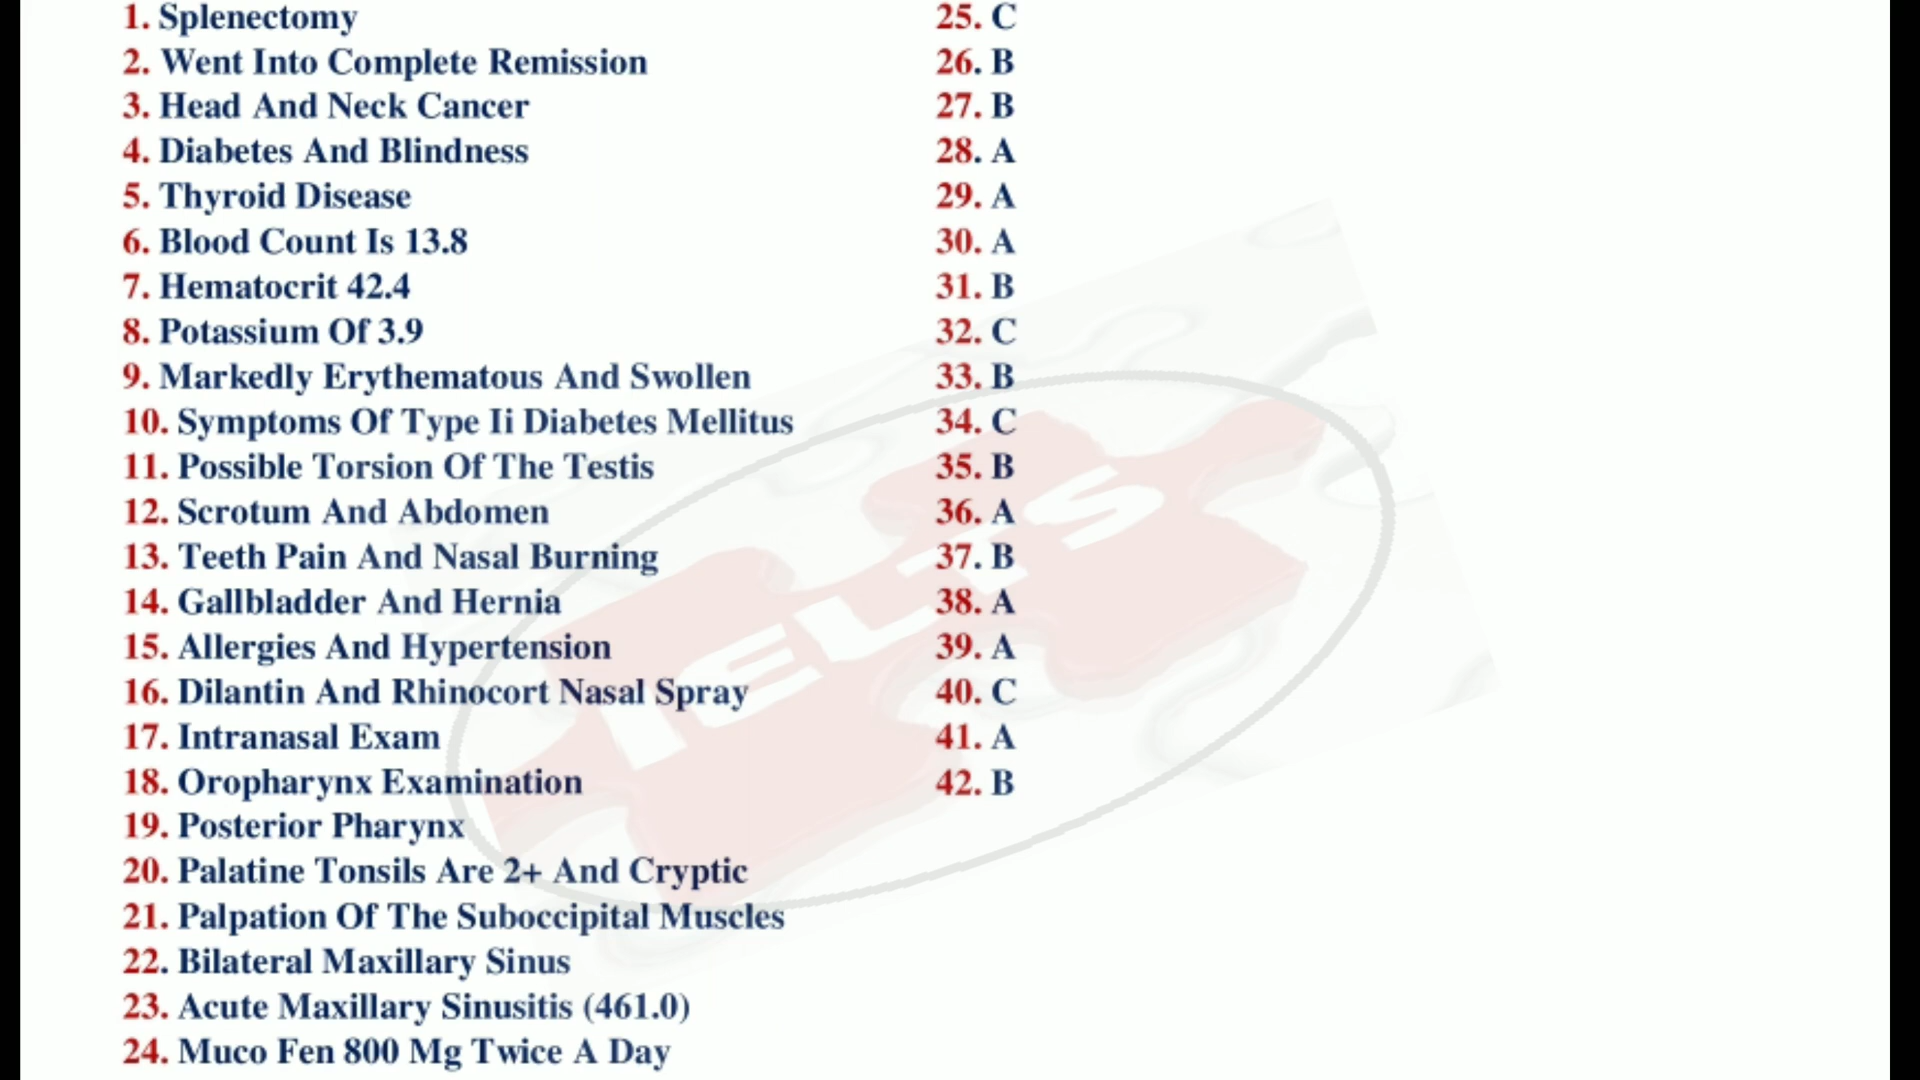 1. Splenectomy
2. Went Into Complete Remission
3. Head And Neck Cancer
4. Diabetes And Blindness
5. Thyroid Disease
6. Blood Count Is 13.8
7. Hematocrit 42.4
8. Potassium Of 3.9
9. Markedly Erythematous And Swollen
10. Symptoms Of Type Ii Diabetes Mellitus
11. Possible Torsion Of The Testis
12. Scrotum And Abdomen
13. Teeth Pain And Nasal Burning
14. Gallbladder And Hernia
15. Allergies And Hypertension
16. Dilantin And Rhinocort Nasal Spray
17. Intranasal Exam
18. Oropharynx Examination
19. Posterior Pharynx
20. Palatine Tonsils Are 2+ And Cryptic
21. Palpation Of The Suboccipital Muscles
22. Bilateral Maxillary Sinus
23. Acute Maxillary Sinusitis (461.0)
24. Muco Fen 800 Mg Twice A Day
25. C
26. B
27. B
28. A
29. A
30. A
31. B
32. C
33. B
34. C
35. B
36. A
37. B
38. A
39. A
40. C
41. A
42. B
IELTS